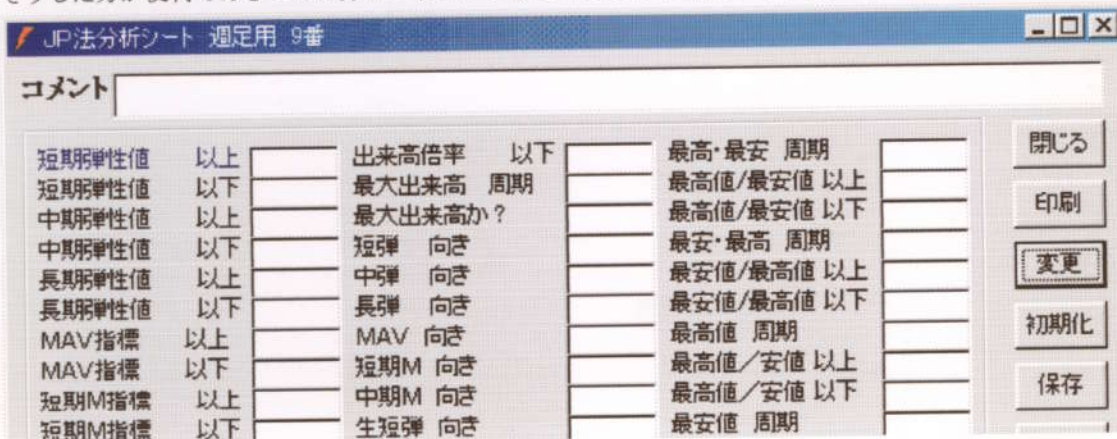 JP法分析シート 週足用 9番
コメント
短期弾性値 以上
短期弾性値 以下
中期弾性値 以上
中期弾性値 以下
長期弾性値 以上
長期弾性値 以下
MAV指標 以上
MAV指標 以下
短期M指標 以上
短期M指標 以下
出来高倍率 以下
最大出来高 周期
最大出来高か?
短弾 向き
中弾 向き
長弾 向き
MAV 向き
短期M 向き
中期M 向き
生短弾 向き
最高・最安 周期
最高値/最安値 以上
最高値/最安値 以下
最安・最高 周期
最安値/最高値 以上
最安値/最高値 以下
最高値 周期
最高値/安値 以上
最高値/安値 以下
最安値 周期
閉じる
印刷
変更
初期化
保存